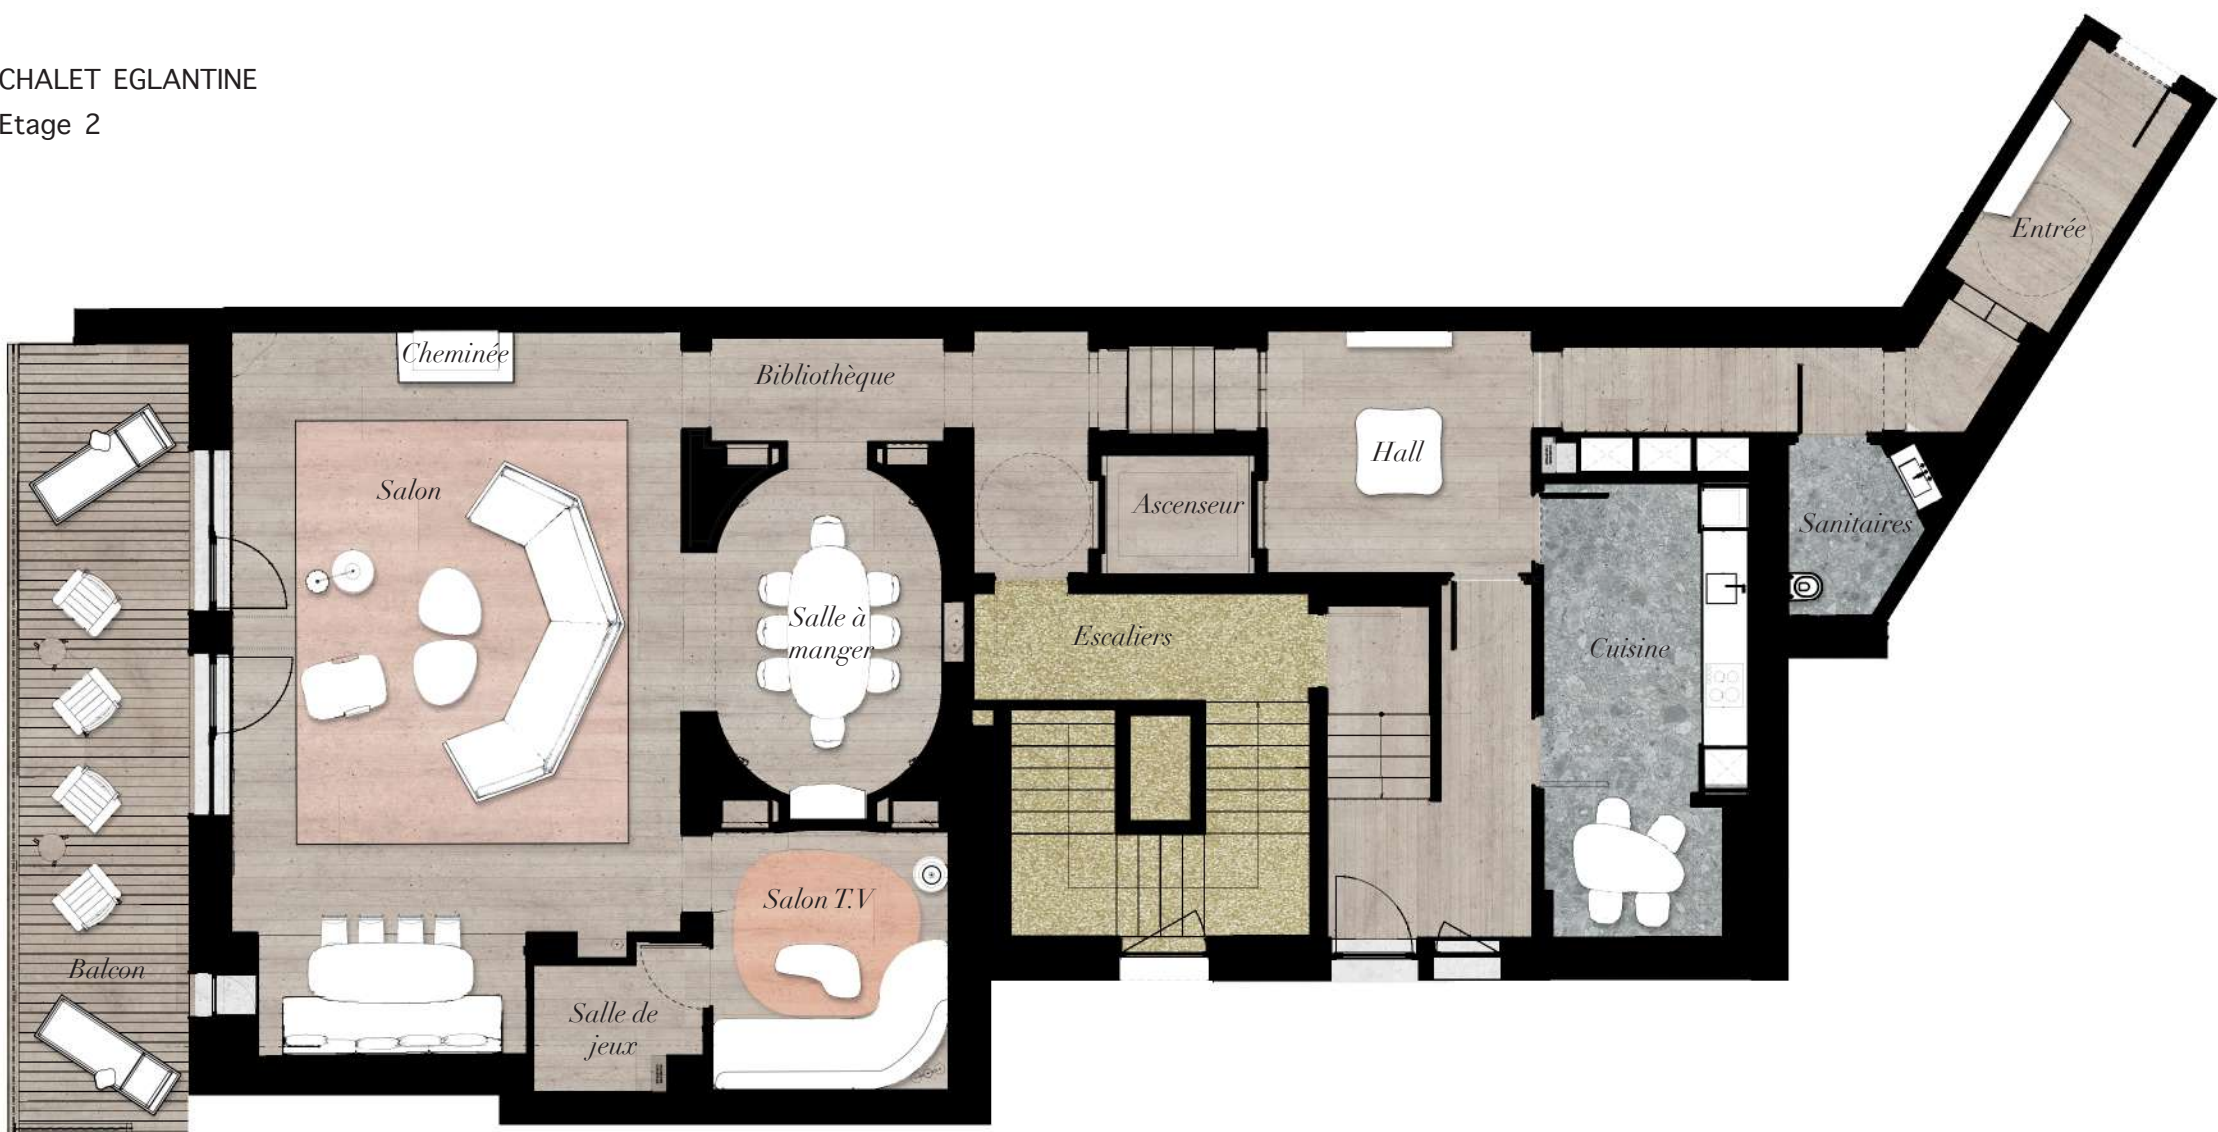 CHALET EGLANTINE
Etage 2
Entrée
Cheminée
Bibliothèque
Hall
Salon
Ascenseur
Sanitaires
Salle à
manger
Escaliers
Cuisine
Salon T.V
Balcon
Salle de
jeux